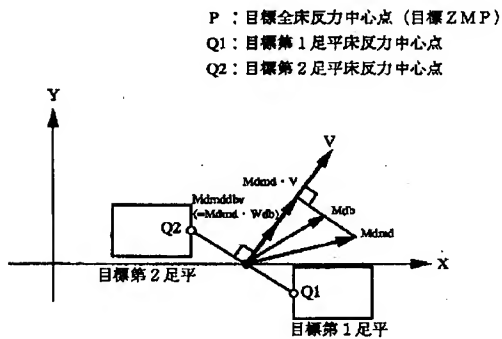 P：目標全床反力中心点（目標ZMP）
Q1：目標第1足平床反力中心点
Q2：目標第2足平床反力中心点
Y
V
Mdmd・V
Mdmddbv
(=Mdmd・Wdb)
Mdb
Mdmd
Q2
X
目標第2足平
Q1
目標第1足平